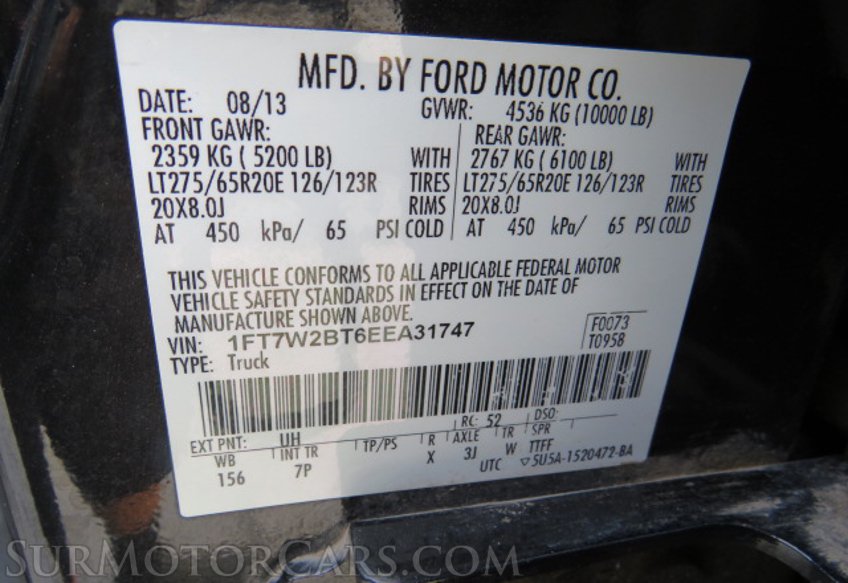 MFD. BY FORD MOTOR CO.
DATE: 08/13 GVWR: 4536 KG (10000 LB)
FRONT GAWR: REAR GAWR:
2359 KG ( 5200 LB) WITH 2767 KG ( 6100 LB) WITH
LT275/65R20E 126/123R TIRES LT275/65R20E 126/123R TIRES
20X8.0J RIMS 20X8.0J RIMS
AT 450 kPa/ 65 PSI COLD AT 450 kPa/ 65 PSI COLD
THIS VEHICLE CONFORMS TO ALL APPLICABLE FEDERAL MOTOR
VEHICLE SAFETY STANDARDS IN EFFECT ON THE DATE OF
MANUFACTURE SHOWN ABOVE.
VIN: 1FT7W2BT6EEA31747 F0073
TYPE: Truck T0958
EXT PNT: UH RC: 52 DSO:
WB INT TR TP/PS R AXLE TR SPR
156 7P X 3J W TTFF
UTC ▽5U5A-1520472-BA
SURMOTORCARS.COM